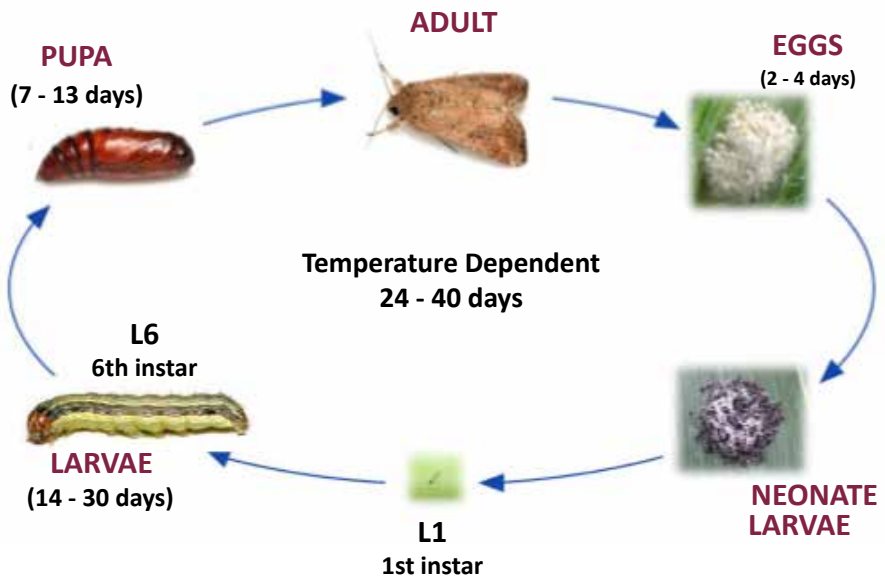 ADULT
PUPA
(7 - 13 days)
EGGS
(2 - 4 days)
Temperature Dependent
24 - 40 days
L6
6th instar
LARVAE
(14 - 30 days)
NEONATE
LARVAE
L1
1st instar